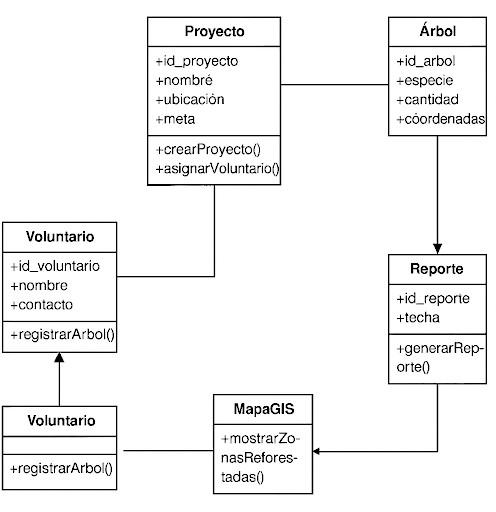 Proyecto
+id_proyecto
+nombré
+ubicación
+meta
+crearProyecto()
+asignarVoluntario()
Árbol
+id_arbol
+especie
+cantidad
+cóordenadas
Voluntario
+id_voluntario
+nombre
+contacto
+registrarArbol()
Reporte
+id_reporte
+techa
+generarRep-
orte()
Voluntario
+registrarArbol()
MapaGIS
+mostrarZo-
nasRefores-
tadas()